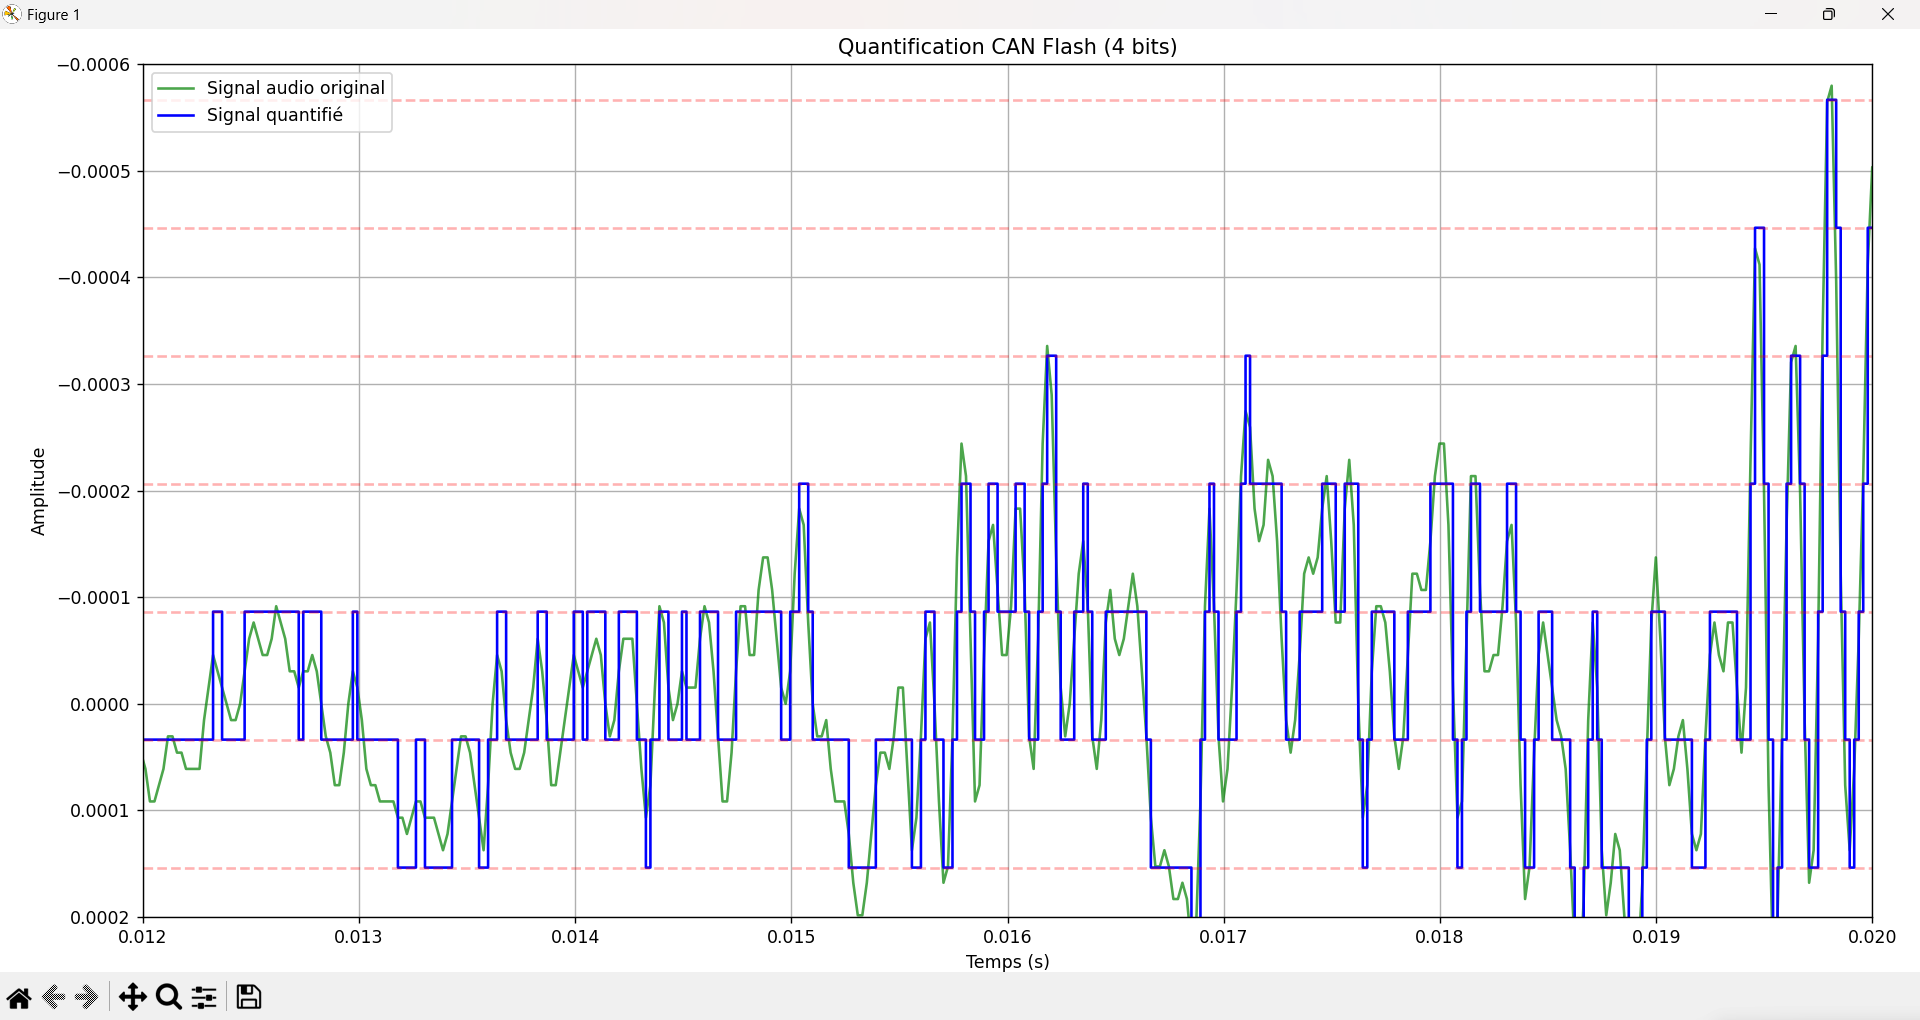 Figure 1
Quantification CAN Flash (4 bits)
Signal audio original
Signal quantifié
−0.0006
−0.0005
−0.0004
−0.0003
−0.0002
−0.0001
0.0000
0.0001
0.0002
Amplitude
0.012 0.013 0.014 0.015 0.016 0.017 0.018 0.019 0.020
Temps (s)